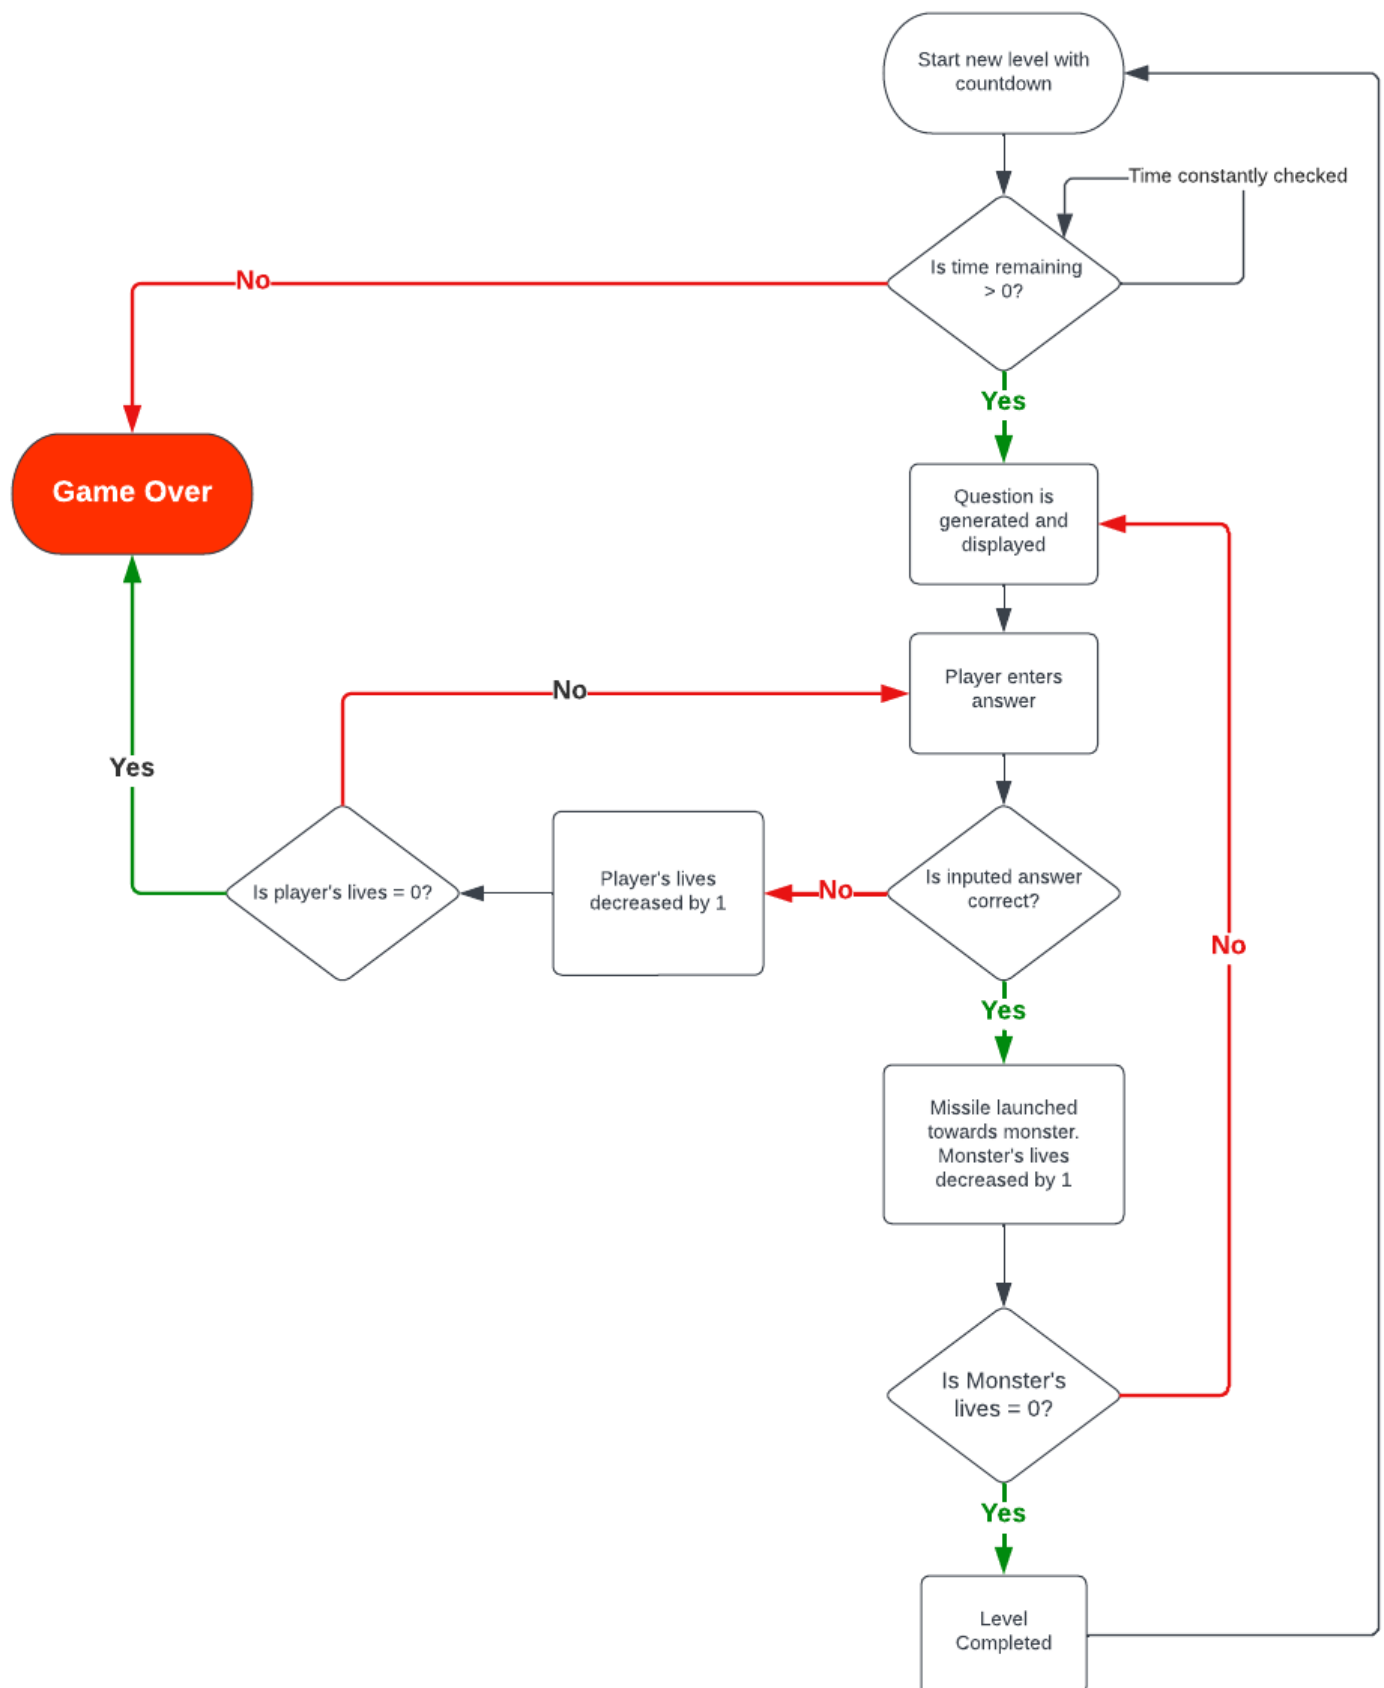 Start new level with
countdown
Time constantly checked
Is time remaining
> 0?
No
Yes
Game Over
Question is
generated and
displayed
Player enters
answer
No
Yes
Is player's lives = 0?
Player's lives
decreased by 1
No
Is inputed answer
correct?
No
Yes
Missile launched
towards monster.
Monster's lives
decreased by 1
Is Monster's
lives = 0?
Yes
Level
Completed